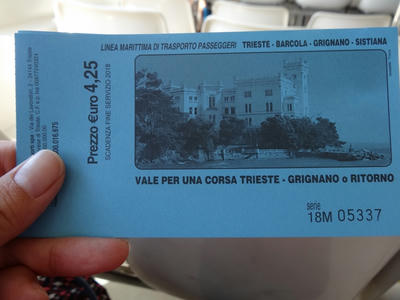 LINEA MARITTIMA DI TRASPORTO PASSEGGERI TRIESTE - BARCOLA - GRIGNANO - SISTIANA
Prezzo €uro 4,25
SCADENZA FINE SERVIZIO 2018
VALE PER UNA CORSA TRIESTE - GRIGNANO o RITORNO
serie
18M 05337